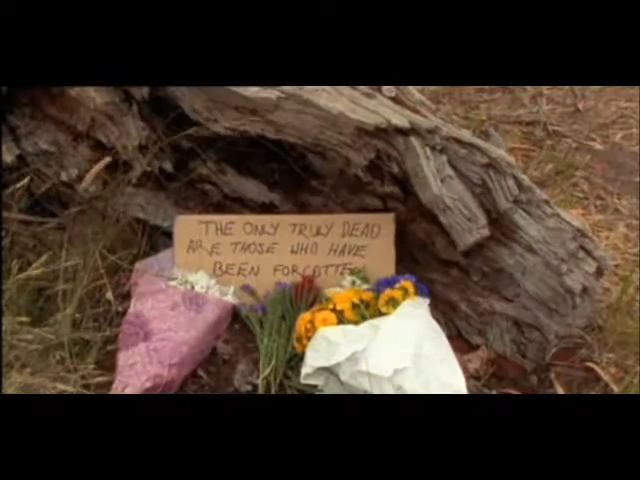 THE ONLY TRULY DEAD
ARE THOSE WHO HAVE
BEEN FORGOTTEN